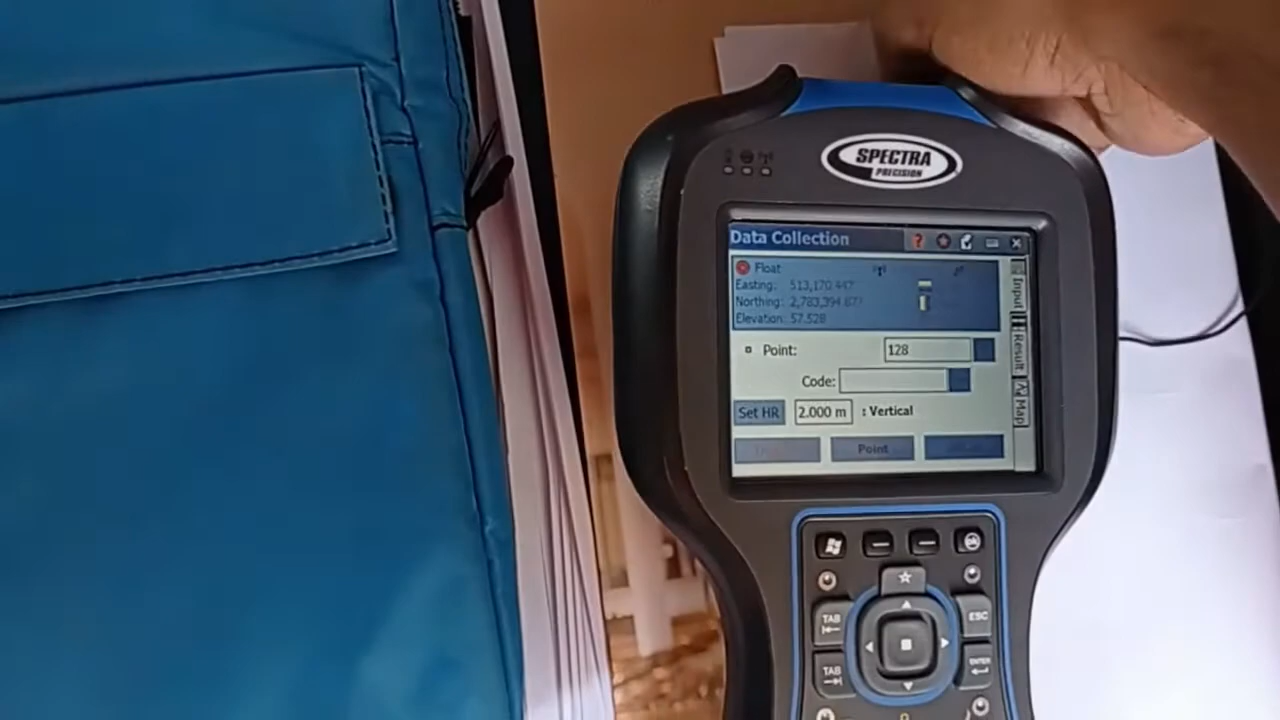 SPECTRA
PRECISION
Data Collection
Float
Easting: 513,170.447
Northing: 2,783,394.877
Elevation: 57.528
Point: 128
Code:
Set HR 2.000 m : Vertical
Point
Input
Result
Map
TAB
ESC
TAB
ENTER